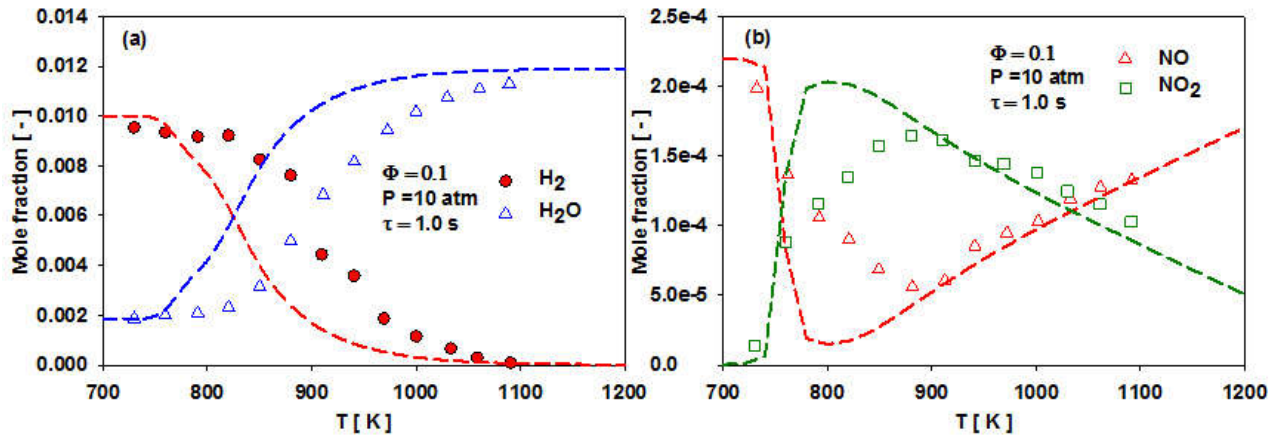 (a)
Mole fraction [ - ]
0.014
0.012
0.010
0.008
0.006
0.004
0.002
0.000
Φ = 0.1
P =10 atm
τ = 1.0 s
H2
H2O
700 800 900 1000 1100 1200
T [ K ]
(b)
Mole fraction [ - ]
2.5e-4
2.0e-4
1.5e-4
1.0e-4
5.0e-5
0.0
Φ = 0.1
P =10 atm
τ = 1.0 s
NO
NO2
700 800 900 1000 1100 1200
T [ K ]